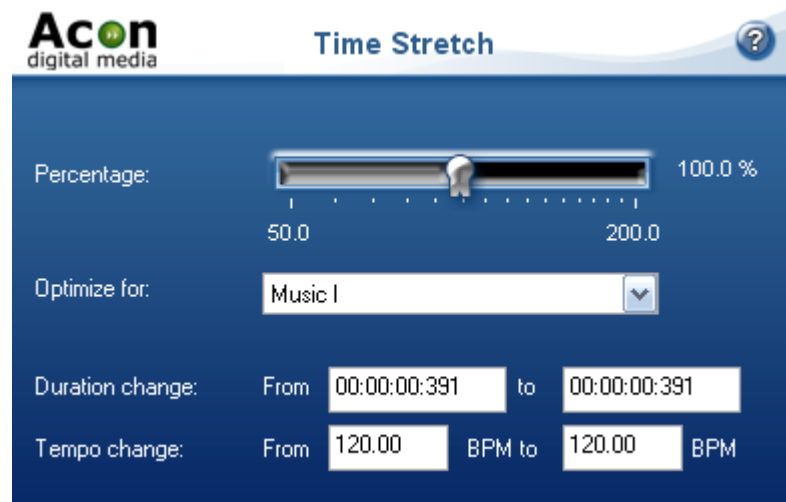 Acon
digital media
Time Stretch
?
Percentage:
100.0 %
50.0
200.0
Optimize for:
Music I
Duration change: From 00:00:00:391 to 00:00:00:391
Tempo change: From 120.00 BPM to 120.00 BPM